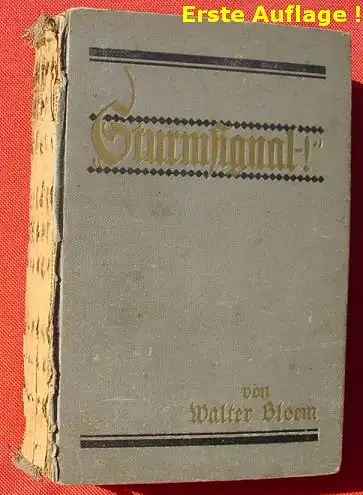 Erste Auflage !
Sturmsignal-!"
von
Walter Bloem